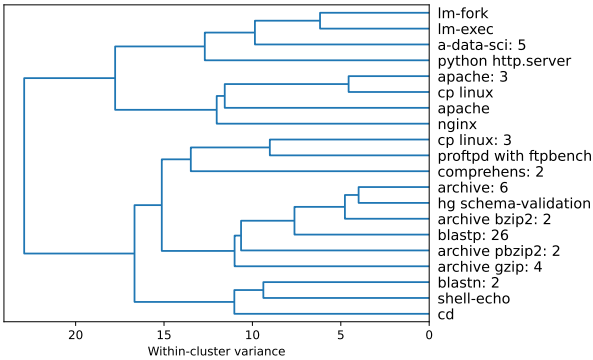 lm-fork
lm-exec
a-data-sci: 5
python http.server
apache: 3
cp linux
apache
nginx
cp linux: 3
proftpd with ftpbench
comprehens: 2
archive: 6
hg schema-validation
archive bzip2: 2
blastp: 26
archive pbzip2: 2
archive gzip: 4
blastn: 2
shell-echo
cd
20 15 10 5 0
Within-cluster variance